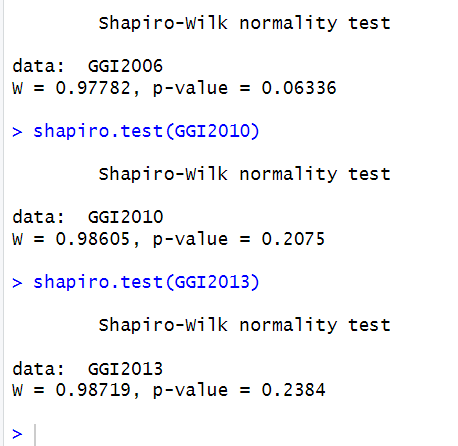 Shapiro-Wilk normality test
data:  GGI2006
W = 0.97782, p-value = 0.06336
> shapiro.test(GGI2010)
Shapiro-Wilk normality test
data:  GGI2010
W = 0.98605, p-value = 0.2075
> shapiro.test(GGI2013)
Shapiro-Wilk normality test
data:  GGI2013
W = 0.98719, p-value = 0.2384
>